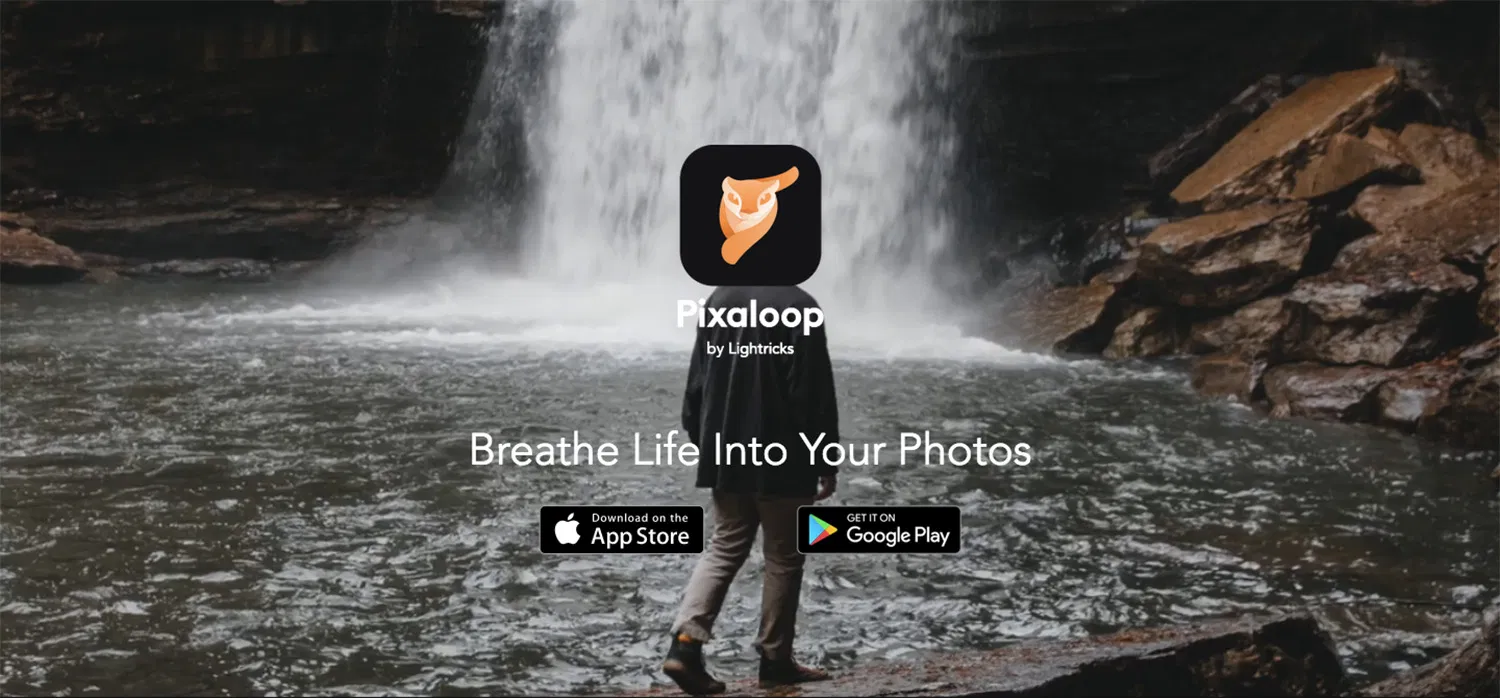 Pixaloop
by Lightricks
Breathe Life Into Your Photos
Download on the
App Store
GET IT ON
Google Play